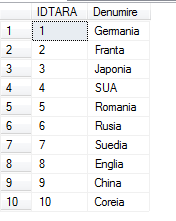 IDTARA Denumire
1 1 Germania
2 2 Franta
3 3 Japonia
4 4 SUA
5 5 Romania
6 6 Rusia
7 7 Suedia
8 8 Englia
9 9 China
10 10 Coreia